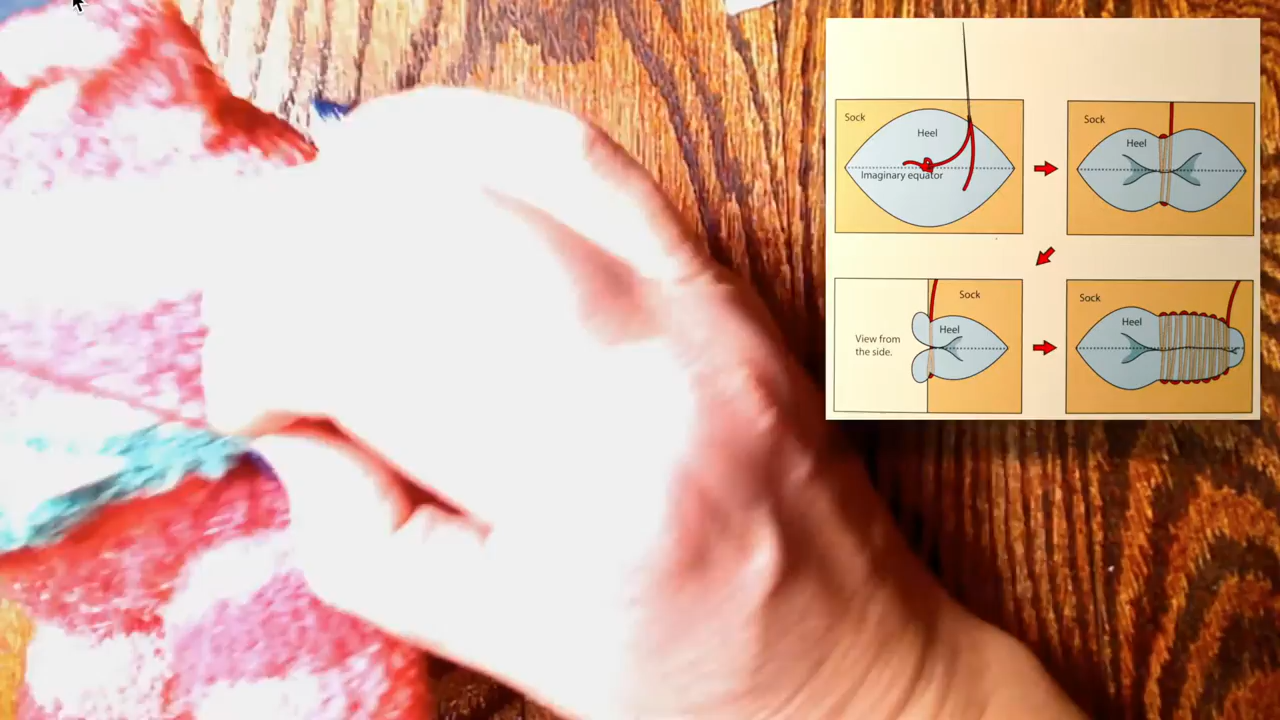 Sock
Heel
Imaginary equator
Sock
Heel
View from
the side.
Sock
Heel
Sock
Heel